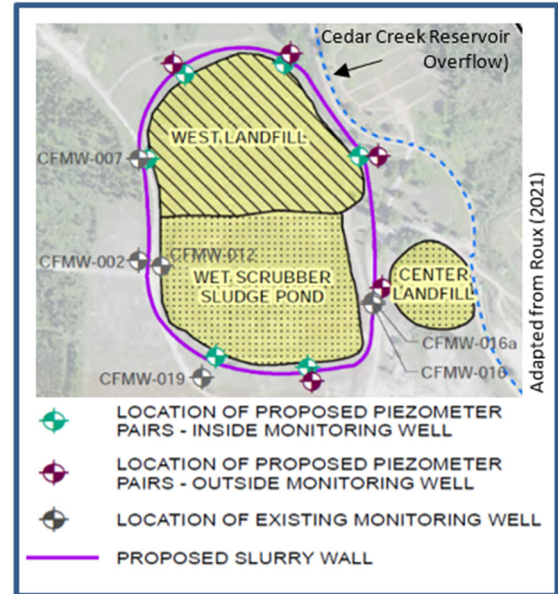 Cedar Creek Reservoir
Overflow)
WEST LANDFILL
CFMW-007
CFMW-002
CFMW-012
WET SCRUBBER
SLUDGE POND
CENTER
LANDFILL
CFMW-016a
CFMW-016
CFMW-019
Adapted from Roux (2021
LOCATION OF PROPOSED PIEZOMETER
PAIRS - INSIDE MONITORING WELL
LOCATION OF PROPOSED PIEZOMETER
PAIRS - OUTSIDE MONITORING WELL
LOCATION OF EXISTING MONITORING WELL
PROPOSED SLURRY WALL